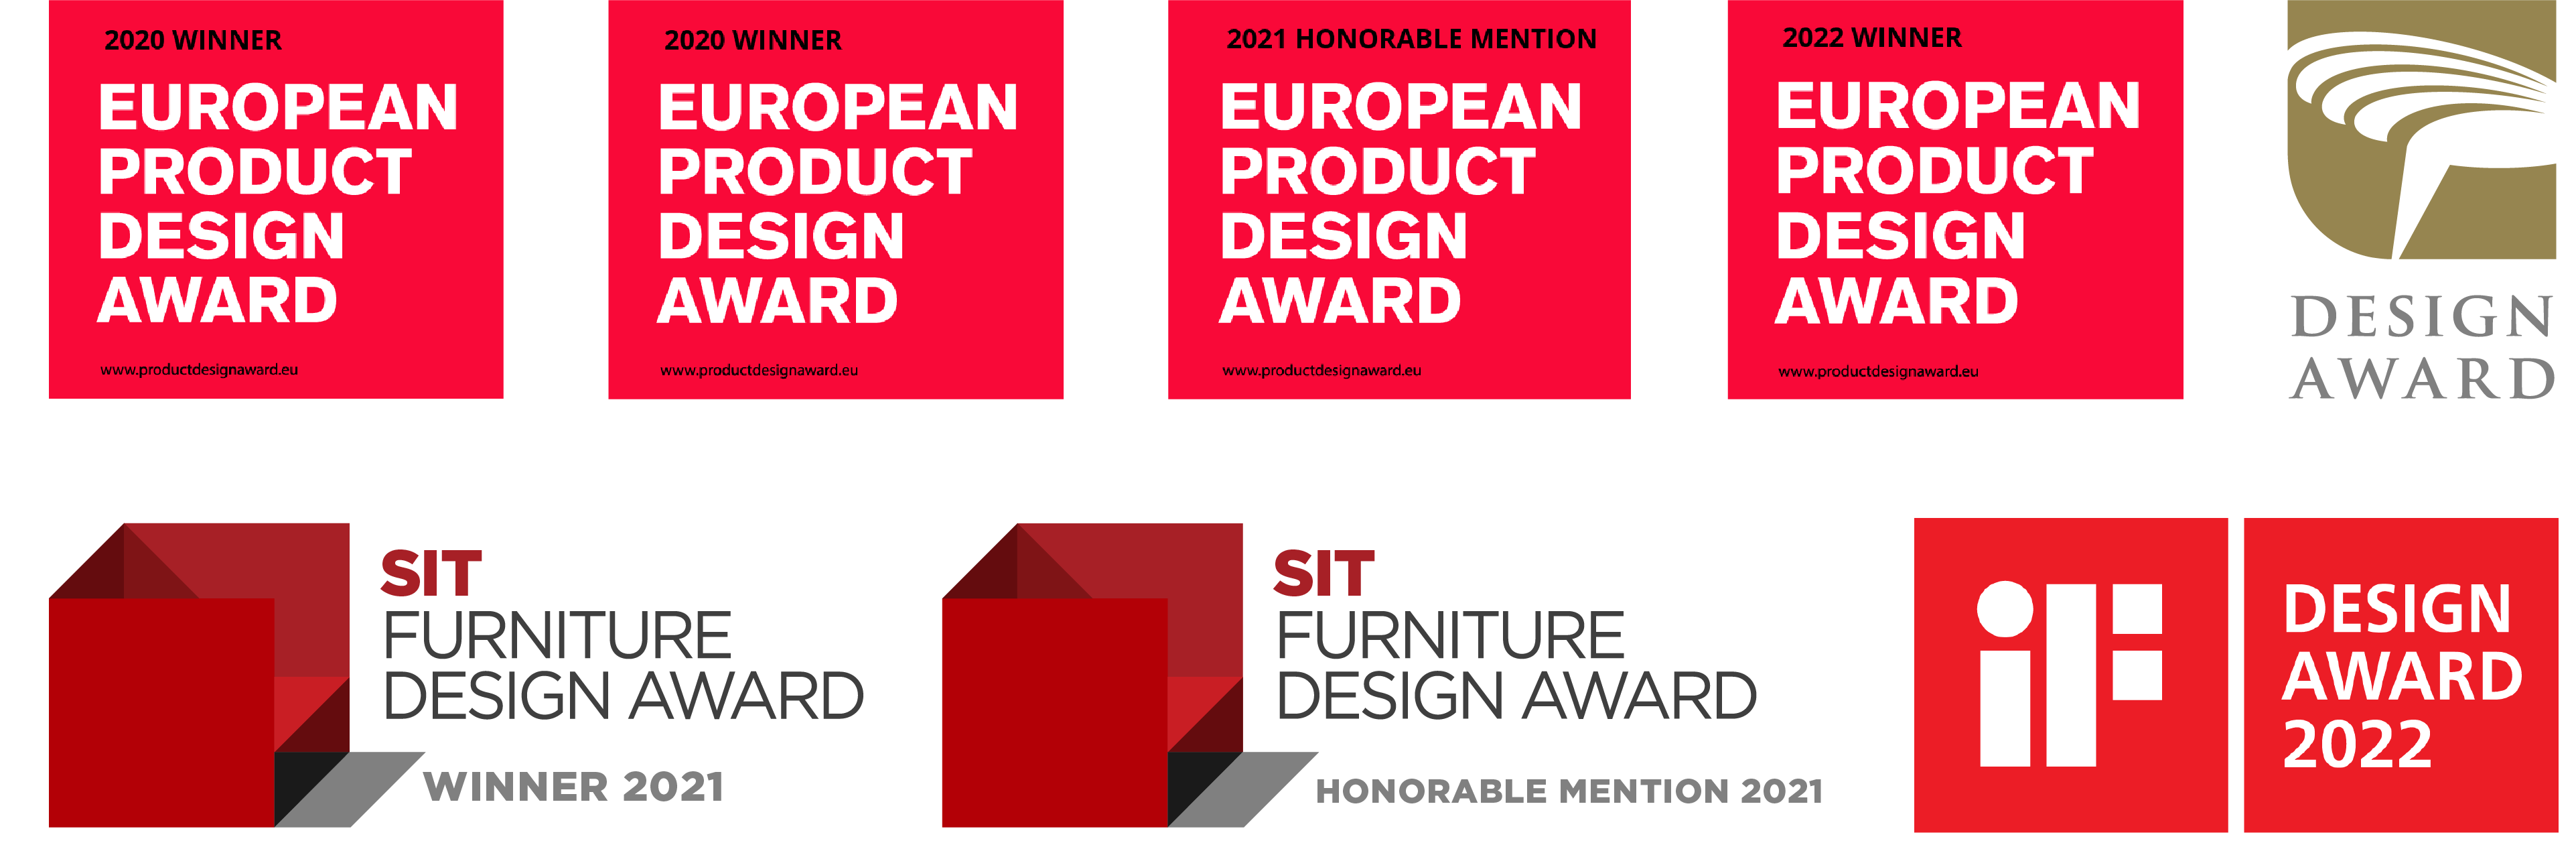 2020 WINNER
EUROPEAN
PRODUCT
DESIGN
AWARD
www.productdesignaward.eu
2020 WINNER
EUROPEAN
PRODUCT
DESIGN
AWARD
www.productdesignaward.eu
2021 HONORABLE MENTION
EUROPEAN
PRODUCT
DESIGN
AWARD
www.productdesignaward.eu
2022 WINNER
EUROPEAN
PRODUCT
DESIGN
AWARD
www.productdesignaward.eu
DESIGN
AWARD
SIT
FURNITURE
DESIGN AWARD
WINNER 2021
SIT
FURNITURE
DESIGN AWARD
HONORABLE MENTION 2021
iF
DESIGN
AWARD
2022